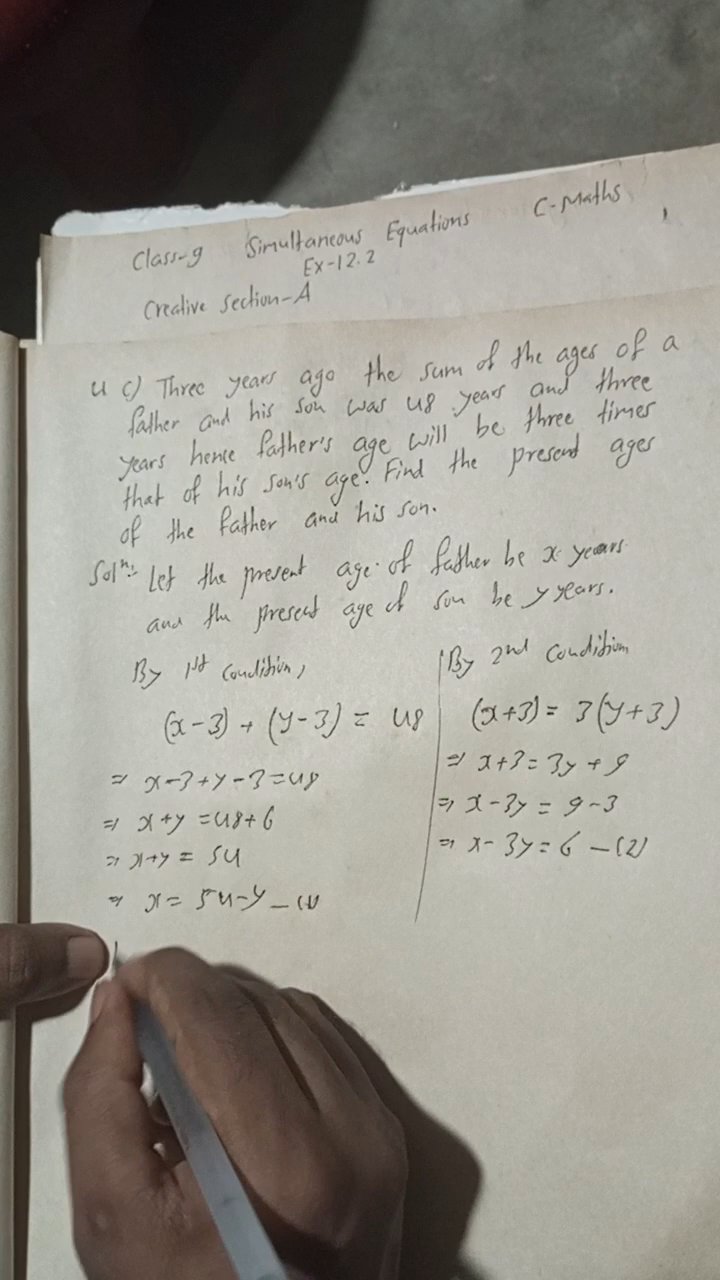 Class-9 Simultaneous Equations C-Maths
Ex-12.2
Creative section-A
4 c) Three years ago the sum of the ages of a
father and his son was 48 years and three
years hence father's age will be three times
that of his son's age. Find the present ages
of the father and his son.
Solⁿ:- Let the present age of father be x years
and the present age of son be y years.
By 1st condition,
(x-3) + (y-3) = 48
⇒ x-3+y-3=48
⇒ x+y =48+6
⇒ x+y = 54
⇒ x = 54-y -(1)
By 2nd condition
(x+3) = 3(y+3)
⇒ x+3=3y+9
⇒ x-3y = 9-3
⇒ x-3y=6 -(2)